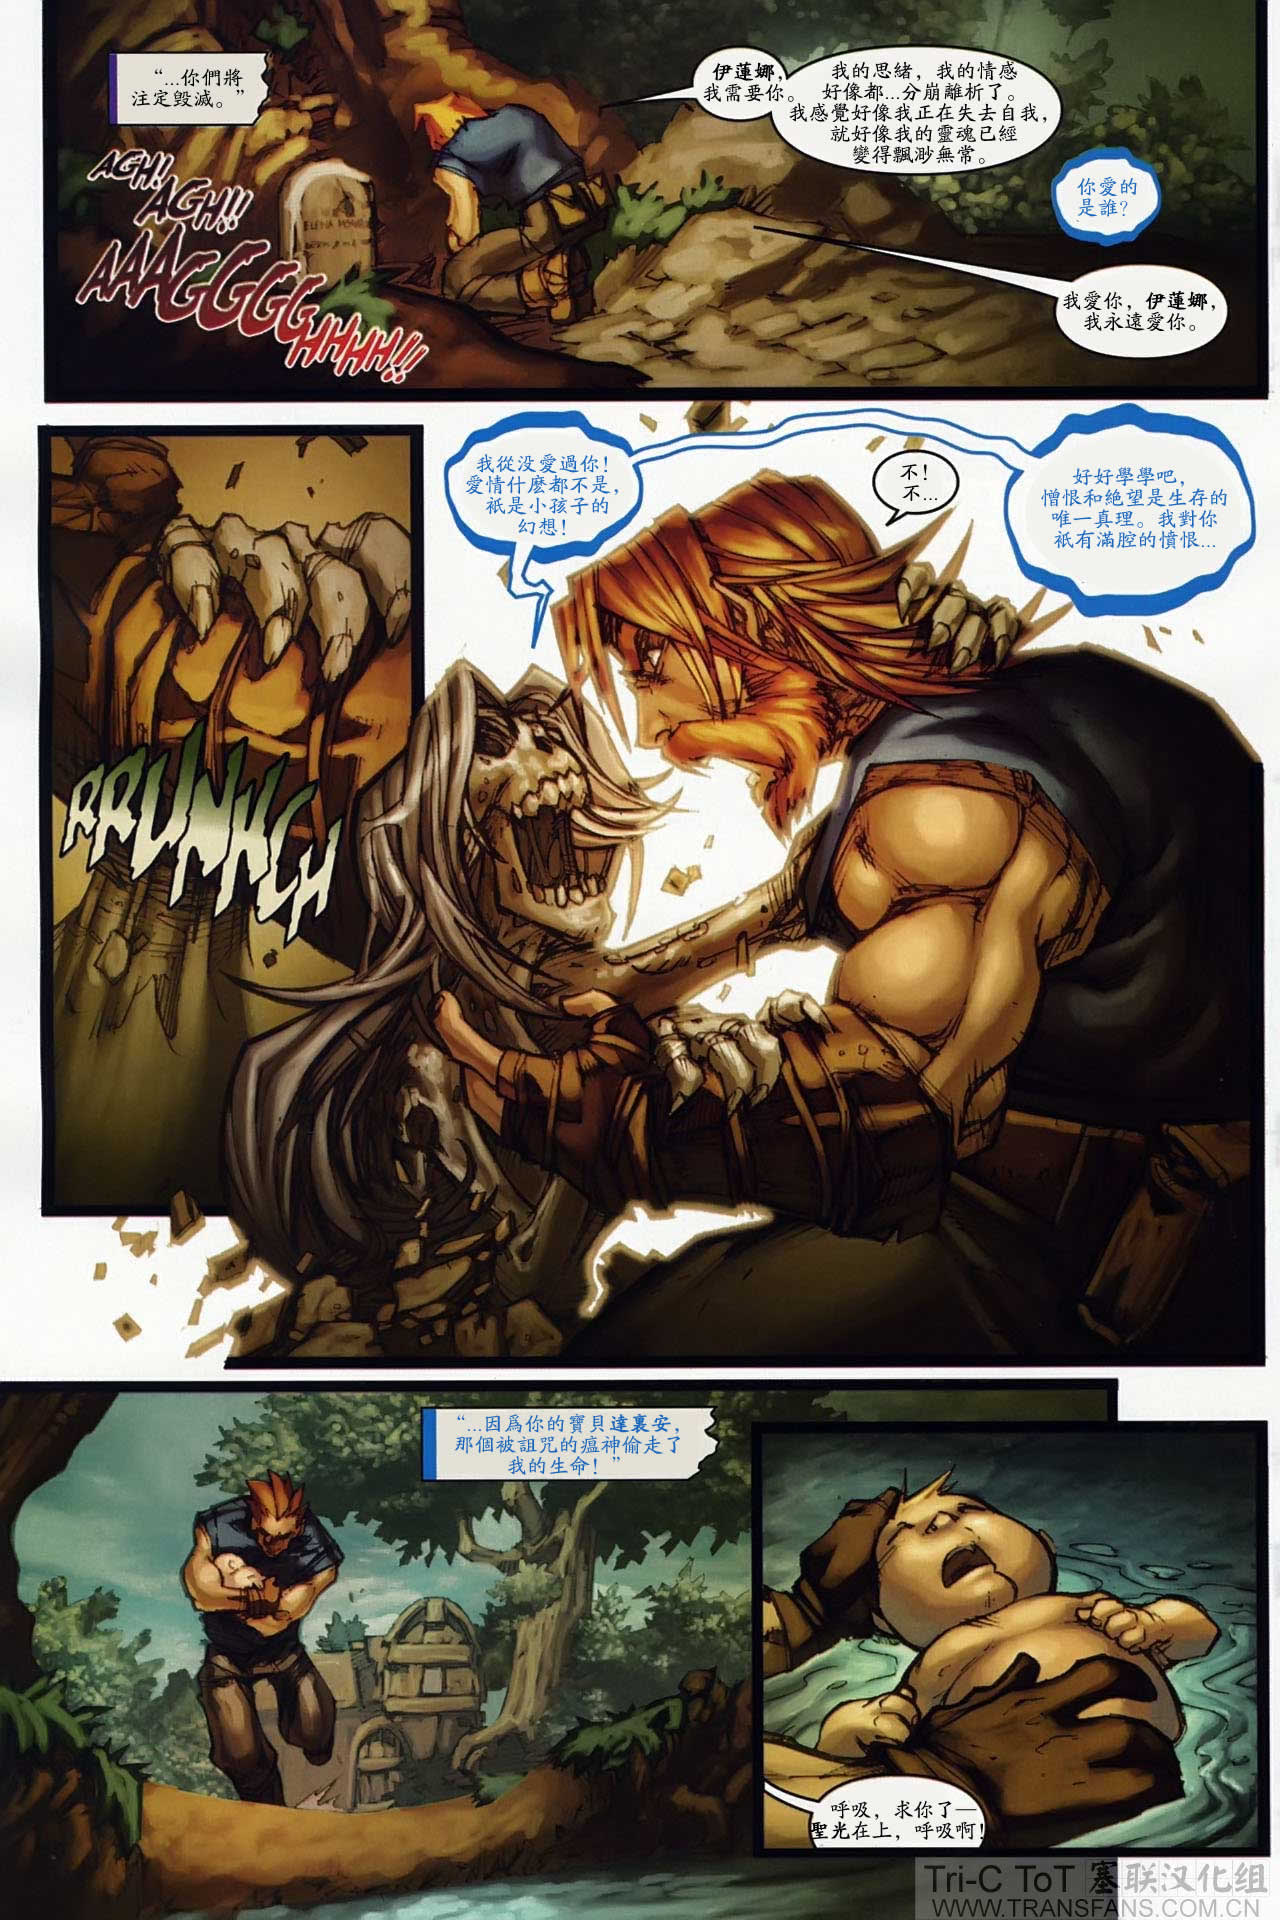 “...你們將
注定毀滅。”
伊蓮娜，
我需要你。
我的思緒，我的情感
好像都...分崩離析了。
我感覺好像我正在失去自我，
就好像我的靈魂已經
變得飄渺無常。
你愛的
是誰？
我愛你，伊蓮娜，
我永遠愛你。
AGH!
AGH!!
AAAGGGGGHHHH!!
ELENA
我從没愛過你！
愛情什麽都不是，
衹是小孩子的
幻想！
不！
不...
好好學學吧，
憎恨和絶望是生存的
唯一真理。我對你
衹有滿腔的憤恨...
RRUNNCH
“...因爲你的寶貝達裏安，
那個被詛咒的瘟神偷走了
我的生命！”
呼吸，求你了—
聖光在上，呼吸啊！
Tri-C ToT 塞联汉化组
WWW.TRANSFANS.COM.CN